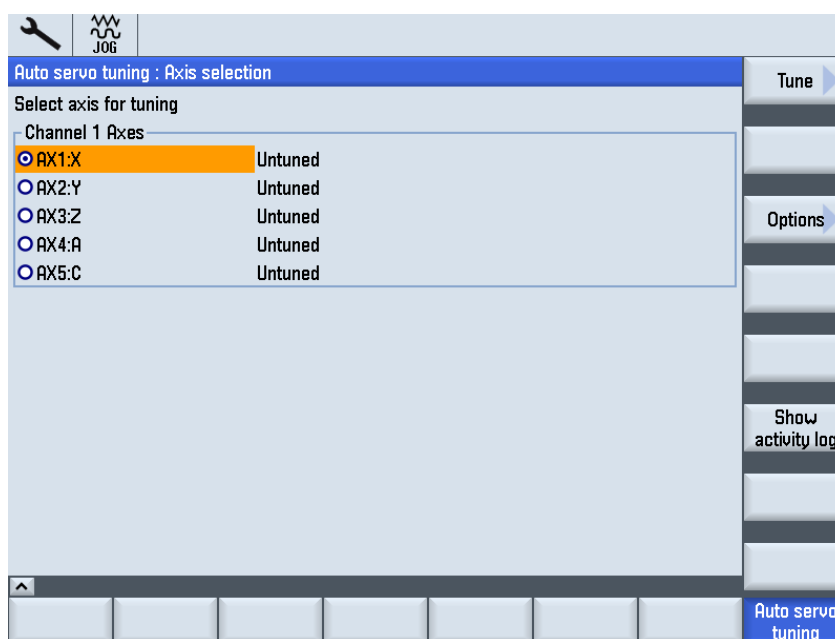 JOG
Auto servo tuning : Axis selection
Tune
Select axis for tuning
Channel 1 Axes
AX1:X Untuned
AX2:Y Untuned
AX3:Z Untuned
Options
AX4:A Untuned
AX5:C Untuned
Show
activity log
Auto servo
tuning